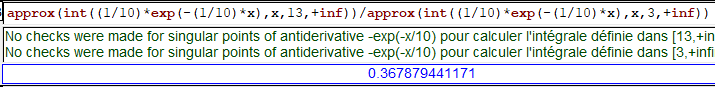 approx(int((1/10)*exp(-(1/10)*x),x,13,+inf))/approx(int((1/10)*exp(-(1/10)*x),x,3,+inf))
No checks were made for singular points of antiderivative -exp(-x/10) pour calculer l'intégrale définie dans [13,+inf
No checks were made for singular points of antiderivative -exp(-x/10) pour calculer l'intégrale définie dans [3,+infi
0.367879441171